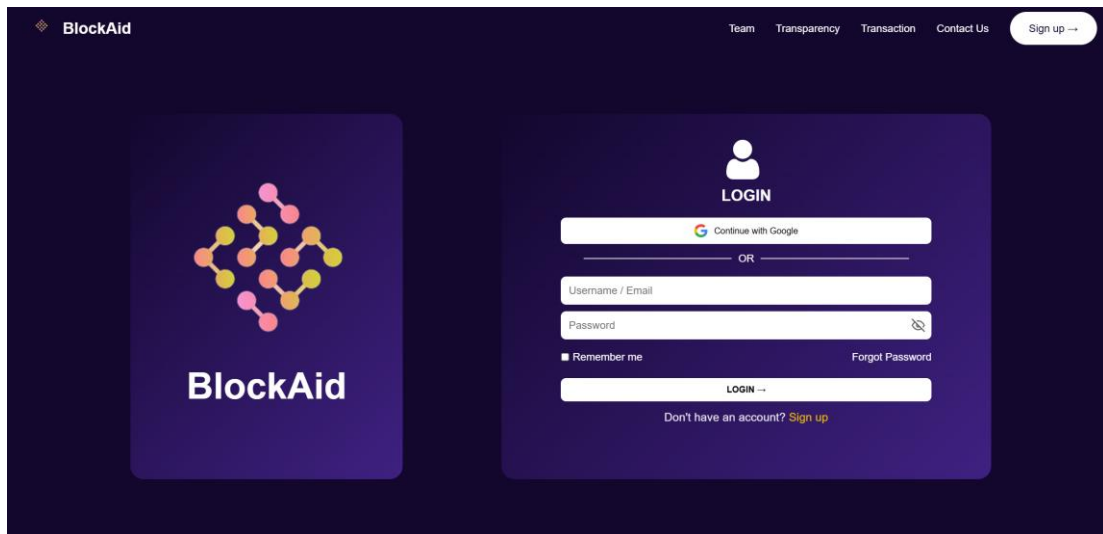 BlockAid
Team Transparency Transaction Contact Us Sign up →
BlockAid
LOGIN
Continue with Google
OR
Username / Email
Password
Remember me Forgot Password
LOGIN →
Don't have an account? Sign up